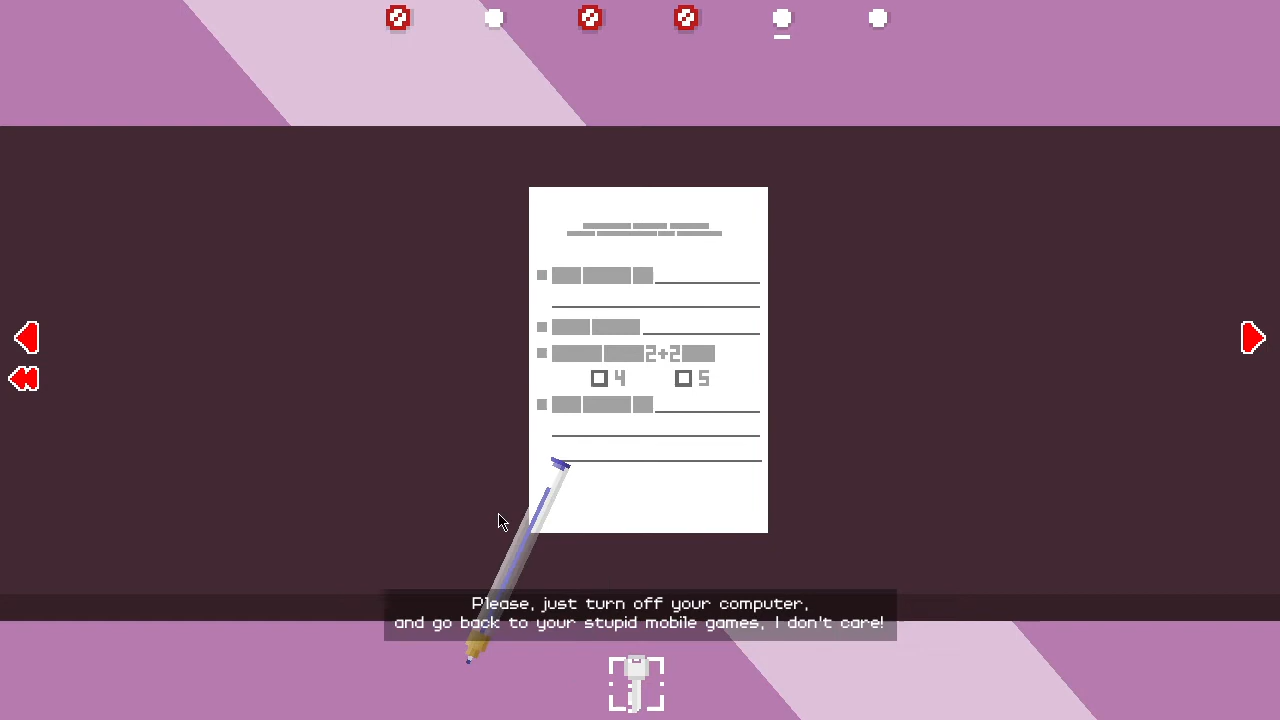 2+2
4 5
Please, just turn off your computer,
and go back to your stupid mobile games, I don't care!